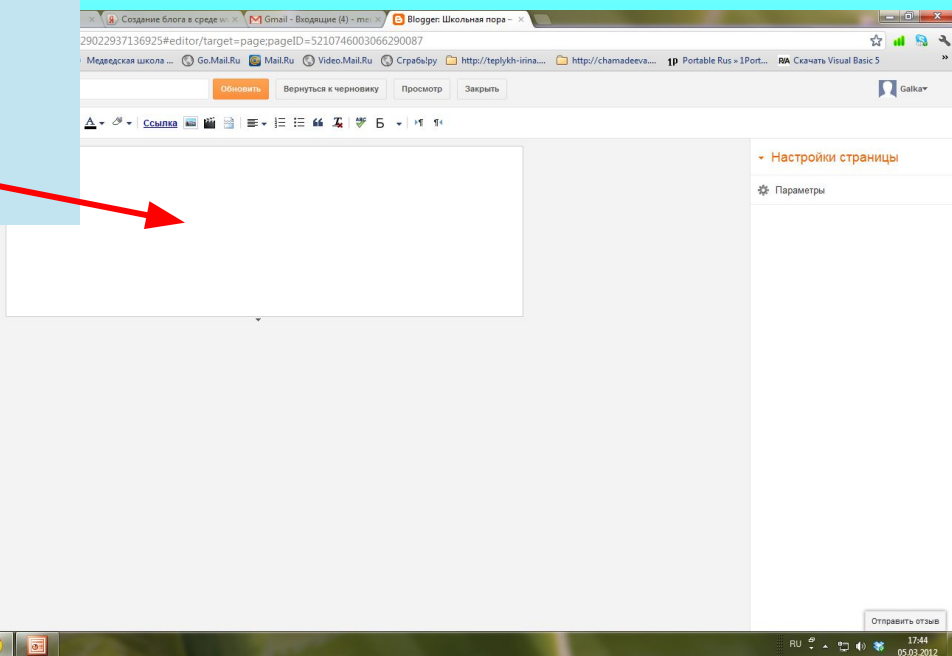 Создание блога в среде w
Gmail - Входящие (4) - me
Blogger: Школьная пора –
29022937136925#editor/target=page;pageID=5210746003066290087
Медведская школа ... Go.Mail.Ru Mail.Ru Video.Mail.Ru Сграбь!ру http://teplykh-irina.... http://chamadeeva.... 1P Portable Rus » 1Port... R/A Скачать Visual Basic 5 »
Обновить Вернуться к черновику Просмотр Закрыть Galka
A Ссылка ABC Б
Настройки страницы
Параметры
Отправить отзыв
RU 17:44
05.03.2012